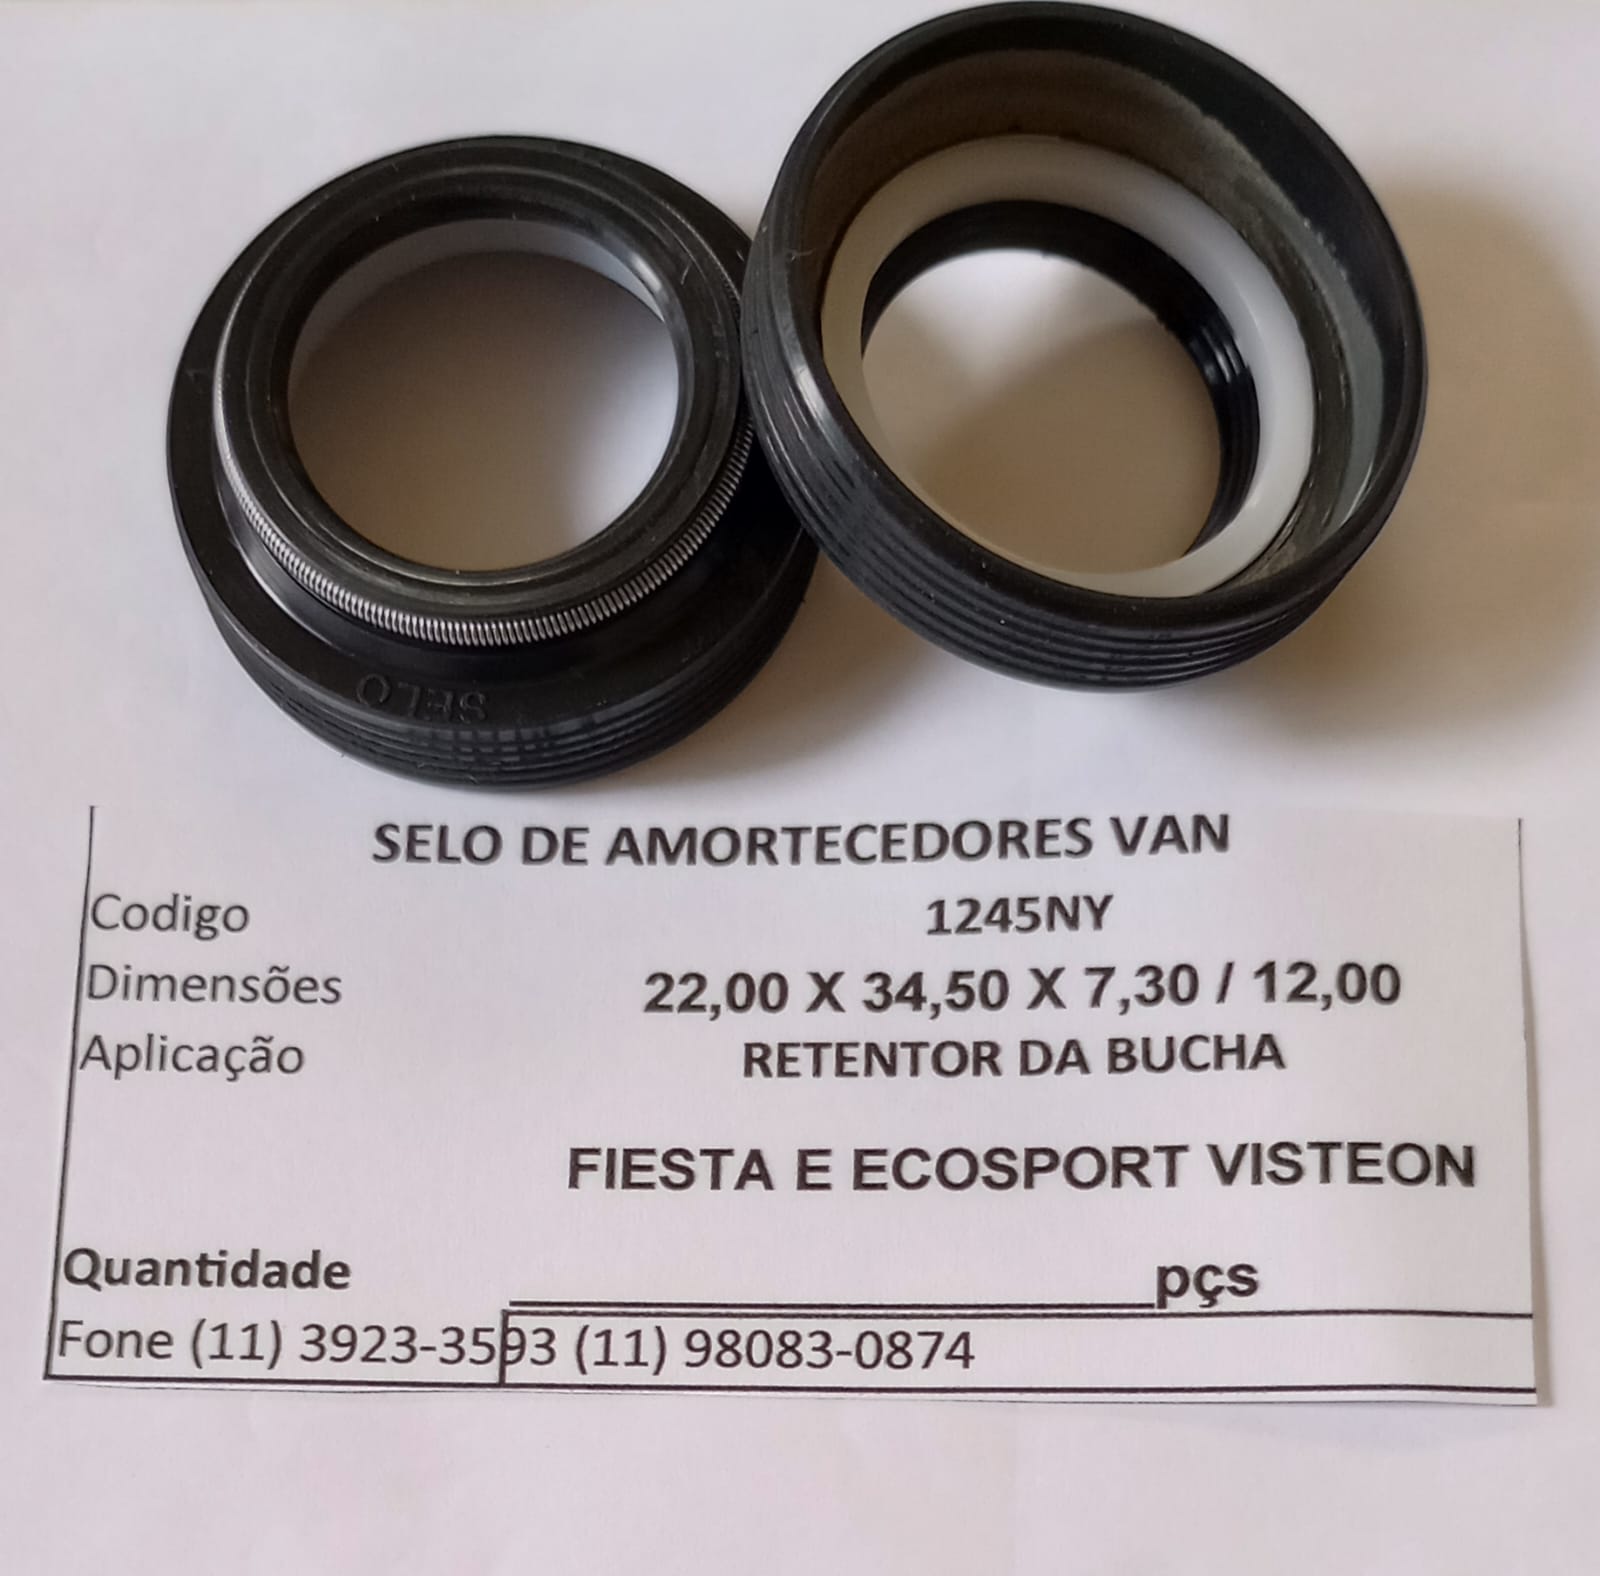 SELO
SELO DE AMORTECEDORES VAN
Codigo 1245NY
Dimensões 22,00 X 34,50 X 7,30 / 12,00
Aplicação RETENTOR DA BUCHA
FIESTA E ECOSPORT VISTEON
Quantidade ____________________pçs
Fone (11) 3923-3593 (11) 98083-0874